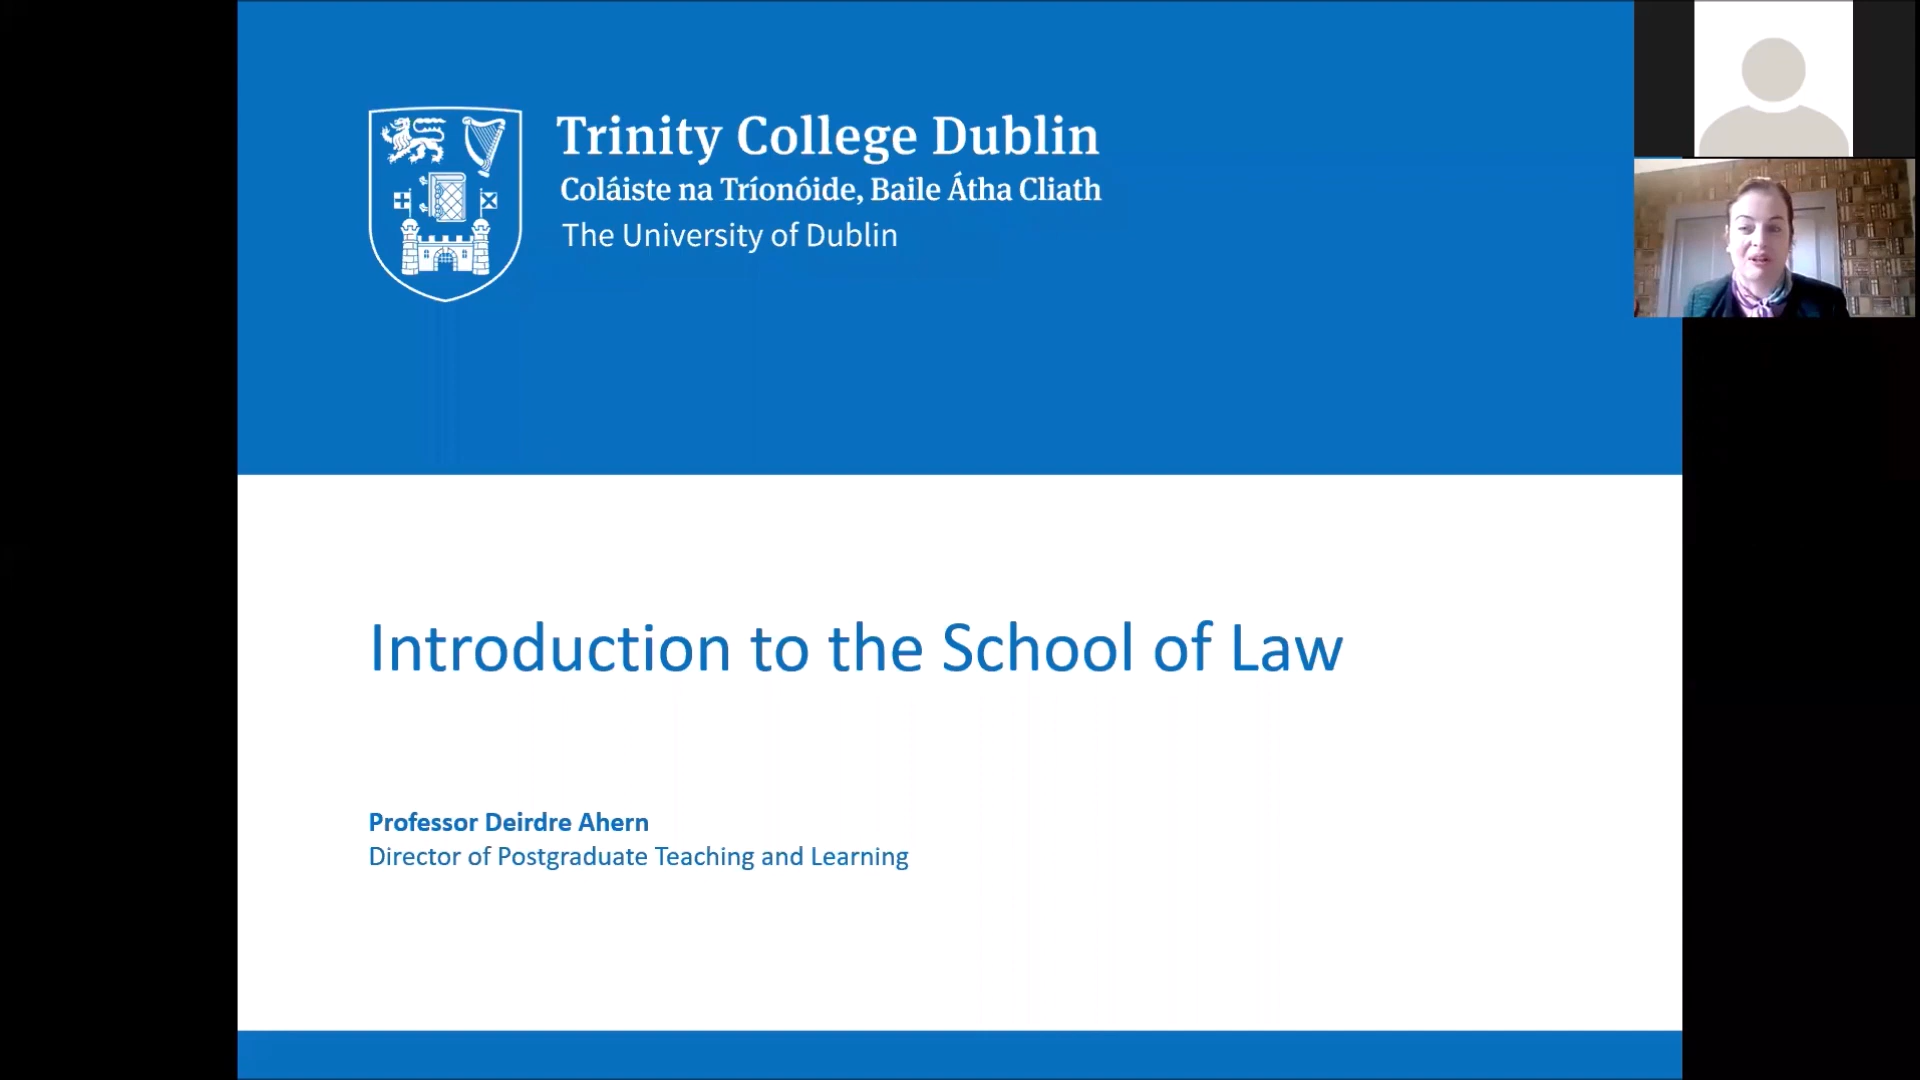 Trinity College Dublin
Coláiste na Tríonóide, Baile Átha Cliath
The University of Dublin
Introduction to the School of Law
Professor Deirdre Ahern
Director of Postgraduate Teaching and Learning